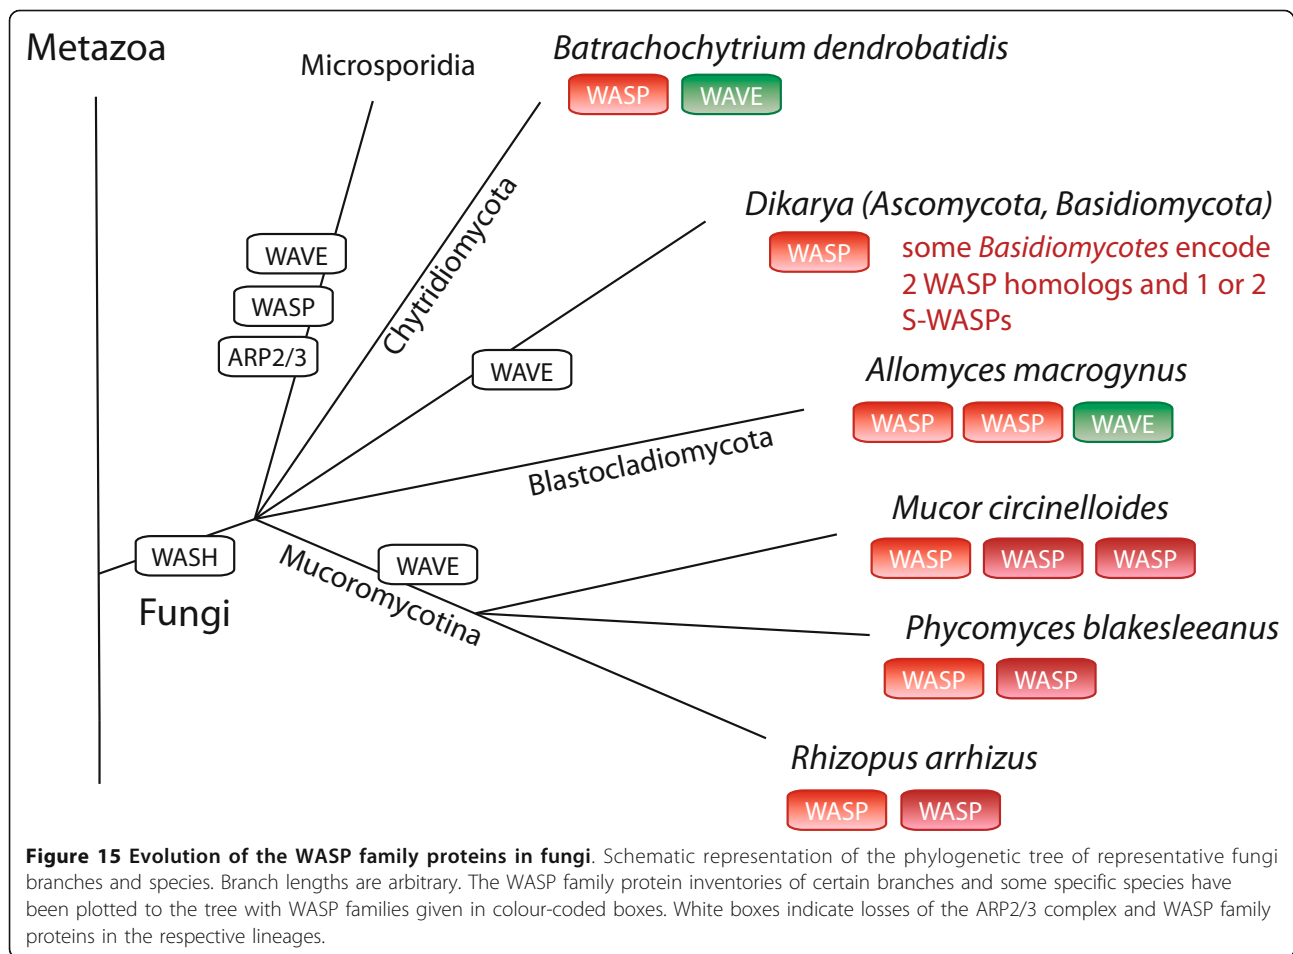 Metazoa
Microsporidia
Batrachochytrium dendrobatidis
WASP WAVE
Dikarya (Ascomycota, Basidiomycota)
WASP
some Basidiomycotes encode
2 WASP homologs and 1 or 2
S-WASPs
WAVE
WASP
ARP2/3
Chytridiomycota
WAVE
Allomyces macrogynus
WASP WASP WAVE
Blastocladiomycota
Mucor circinelloides
WASP WASP WASP
WASH
Fungi
WAVE
Mucoromycotina
Phycomyces blakesleeanus
WASP WASP
Rhizopus arrhizus
WASP WASP
Figure 15 Evolution of the WASP family proteins in fungi. Schematic representation of the phylogenetic tree of representative fungi
branches and species. Branch lengths are arbitrary. The WASP family protein inventories of certain branches and some specific species have
been plotted to the tree with WASP families given in colour-coded boxes. White boxes indicate losses of the ARP2/3 complex and WASP family
proteins in the respective lineages.